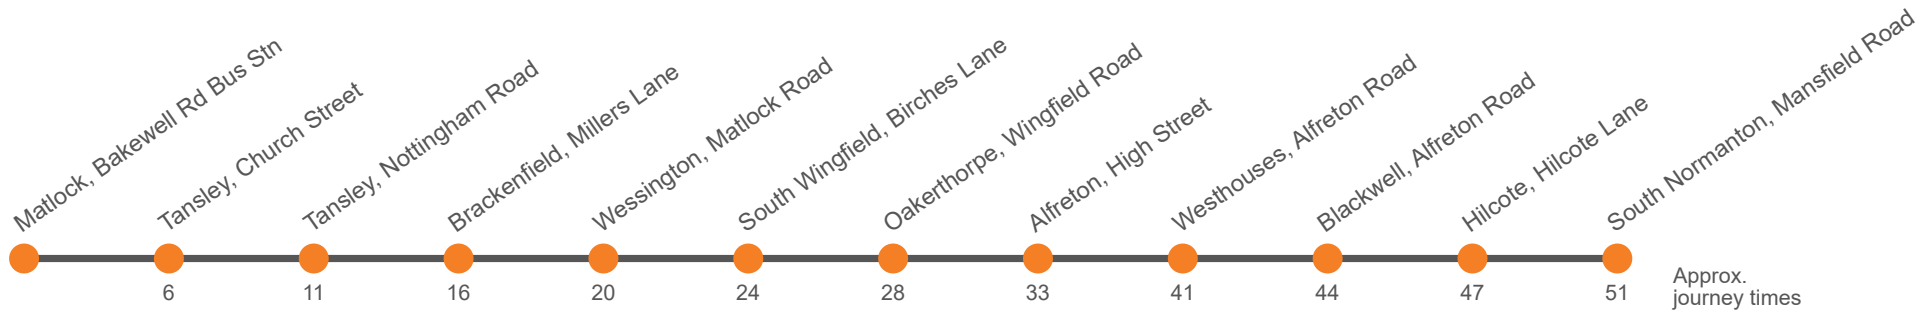 Matlock, Bakewell Rd Bus Stn
Tansley, Church Street
Tansley, Nottingham Road
Brackenfield, Millers Lane
Wessington, Matlock Road
South Wingfield, Birches Lane
Oakerthorpe, Wingfield Road
Alfreton, High Street
Westhouses, Alfreton Road
Blackwell, Alfreton Road
Hilcote, Hilcote Lane
South Normanton, Mansfield Road
6 11 16 20 24 28 33 41 44 47 51
Approx.
journey times